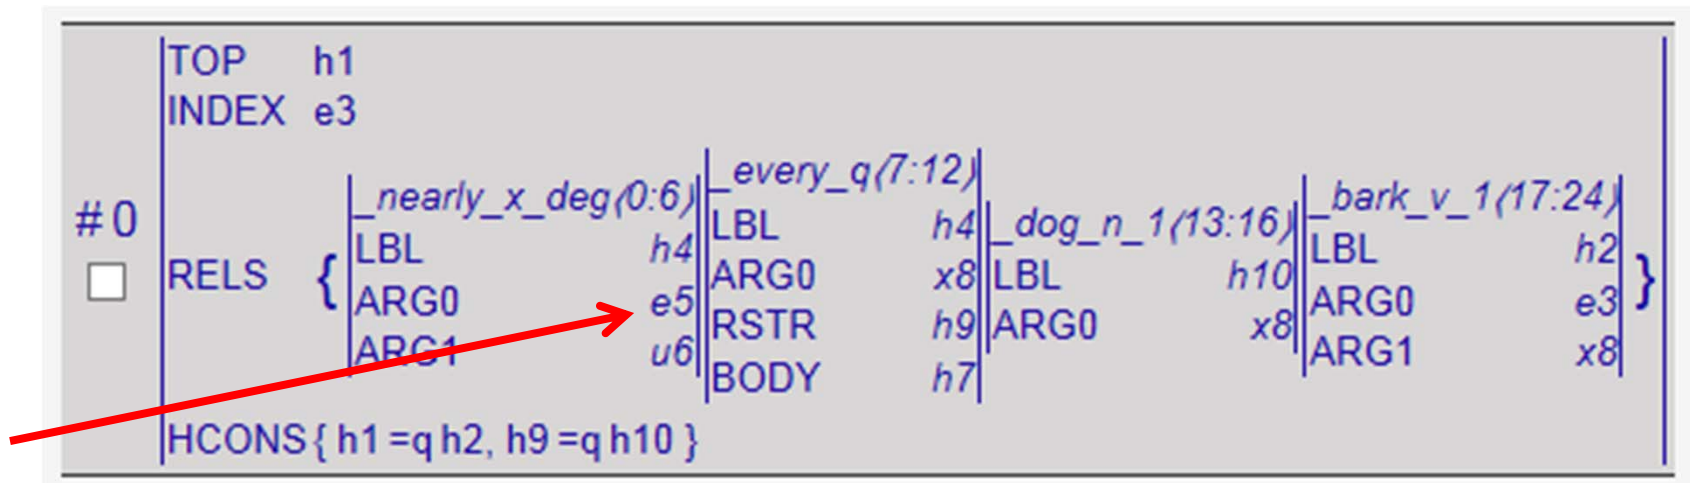 TOP h1
INDEX e3
#0
RELS {
_nearly_x_deg⟨0:6⟩
LBL h4
ARG0 e5
ARG1 u6
_every_q⟨7:12⟩
LBL h4
ARG0 x8
RSTR h9
BODY h7
_dog_n_1⟨13:16⟩
LBL h10
ARG0 x8
_bark_v_1⟨17:24⟩
LBL h2
ARG0 e3
ARG1 x8
}
HCONS { h1 =q h2, h9 =q h10 }